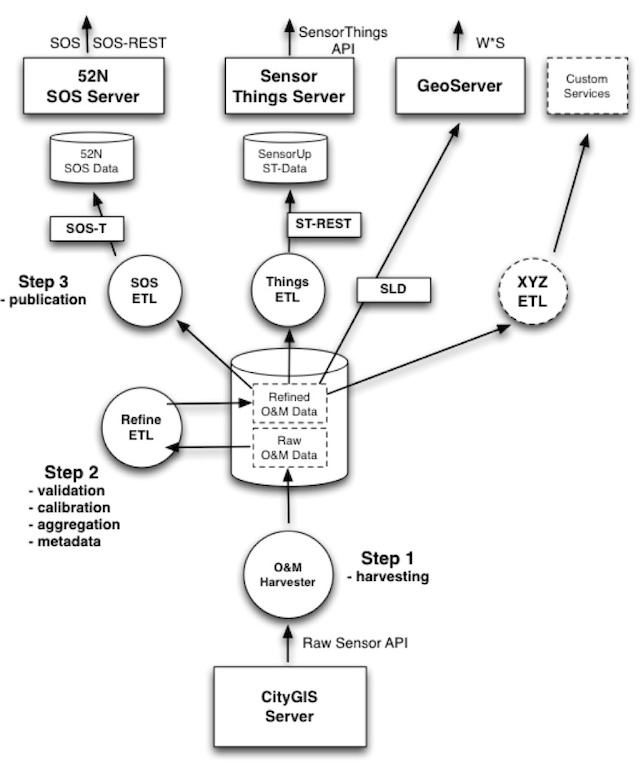 SOS SOS-REST
SensorThings
API
W*S
52N
SOS Server
Sensor
Things Server
GeoServer
Custom
Services
52N
SOS Data
SensorUp
ST-Data
SOS-T
ST-REST
Step 3
- publication
SOS
ETL
Things
ETL
SLD
XYZ
ETL
Refine
ETL
Refined
O&M Data
Raw
O&M Data
Step 2
- validation
- calibration
- aggregation
- metadata
O&M
Harvester
Step 1
- harvesting
Raw Sensor API
CityGIS
Server